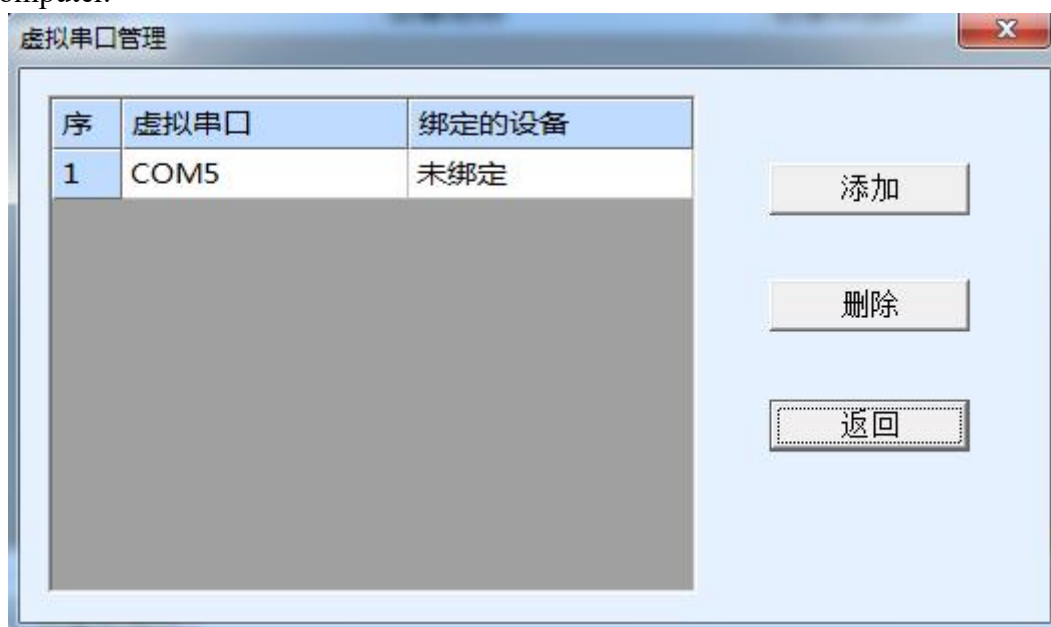 omputer.
虚拟串口管理
序 虚拟串口 绑定的设备
1 COM5 未绑定
添加
删除
返回